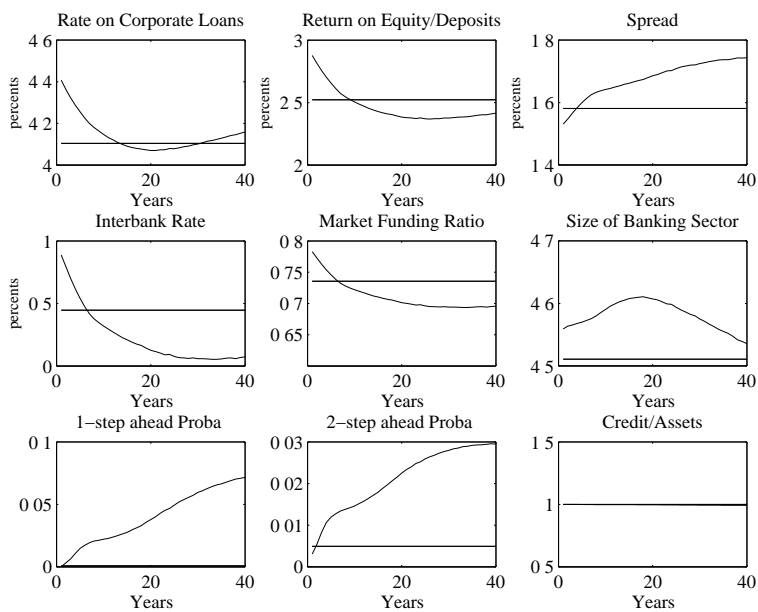 Rate on Corporate Loans
Return on Equity/Deposits
Spread
percents
4 6
4 4
4 2
4
0
20
40
Years
3
2 5
2
0
20
40
Years
percents
1 8
1 6
1 4
0
20
40
Years
Interbank Rate
Market Funding Ratio
Size of Banking Sector
percents
1
0 5
0
0
20
40
Years
0 8
0 75
0 7
0 65
0
20
40
Years
4 7
4 6
4 5
0
20
40
Years
1−step ahead Proba
2−step ahead Proba
Credit/Assets
0 1
0 05
0
0
20
40
Years
0 03
0 02
0 01
0
0
20
40
Years
1 5
1
0 5
0
20
40
Years